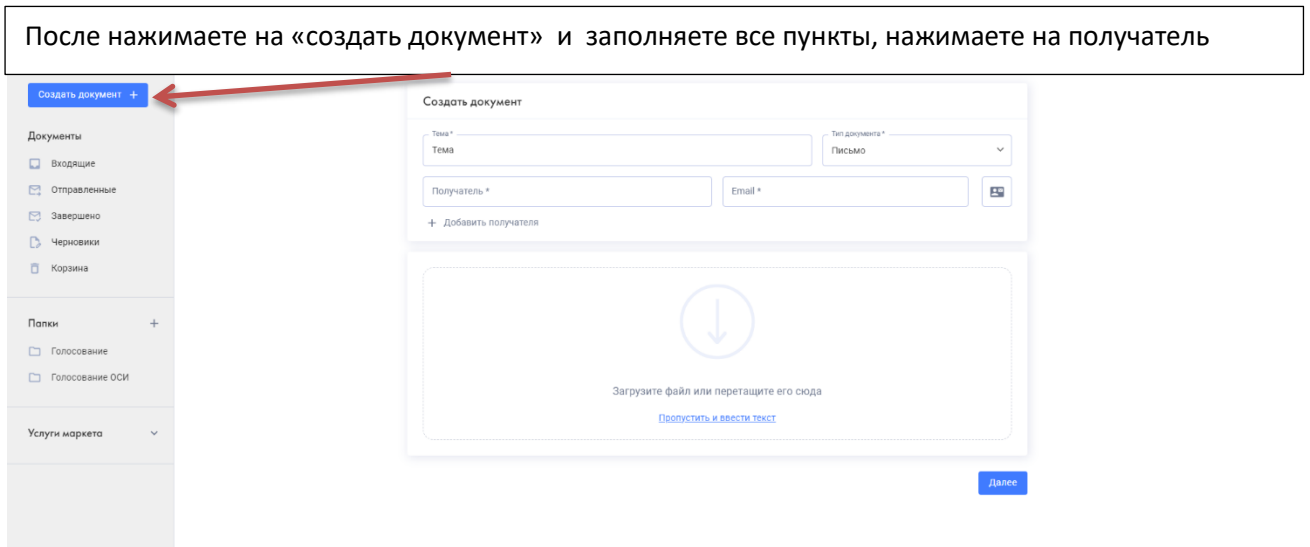 После нажимаете на «создать документ» и заполняете все пункты, нажимаете на получатель
Создать документ +
Документы
Входящие
Отправленные
Завершено
Черновики
Корзина
Папки +
Голосование
Голосование ОСИ
Услуги маркета
Создать документ
Тема *
Тема
Тип документа *
Письмо
Получатель *
Email *
+ Добавить получателя
Загрузите файл или перетащите его сюда
Пропустить и ввести текст
Далее